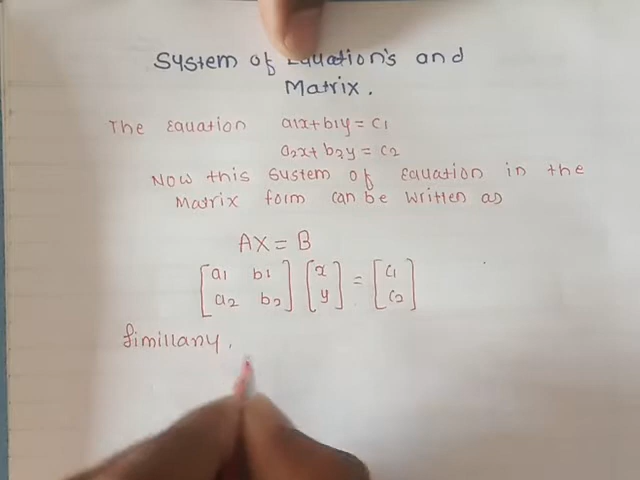 System of Equation's and
Matrix.
The Equation a1x+b1y = c1
a2x+b2y = c2
Now this System of Equation in the
Matrix form can be written as
AX = B
[a1 b1] [x] = [c1]
[a2 b2] [y] [c2]
Simillany,